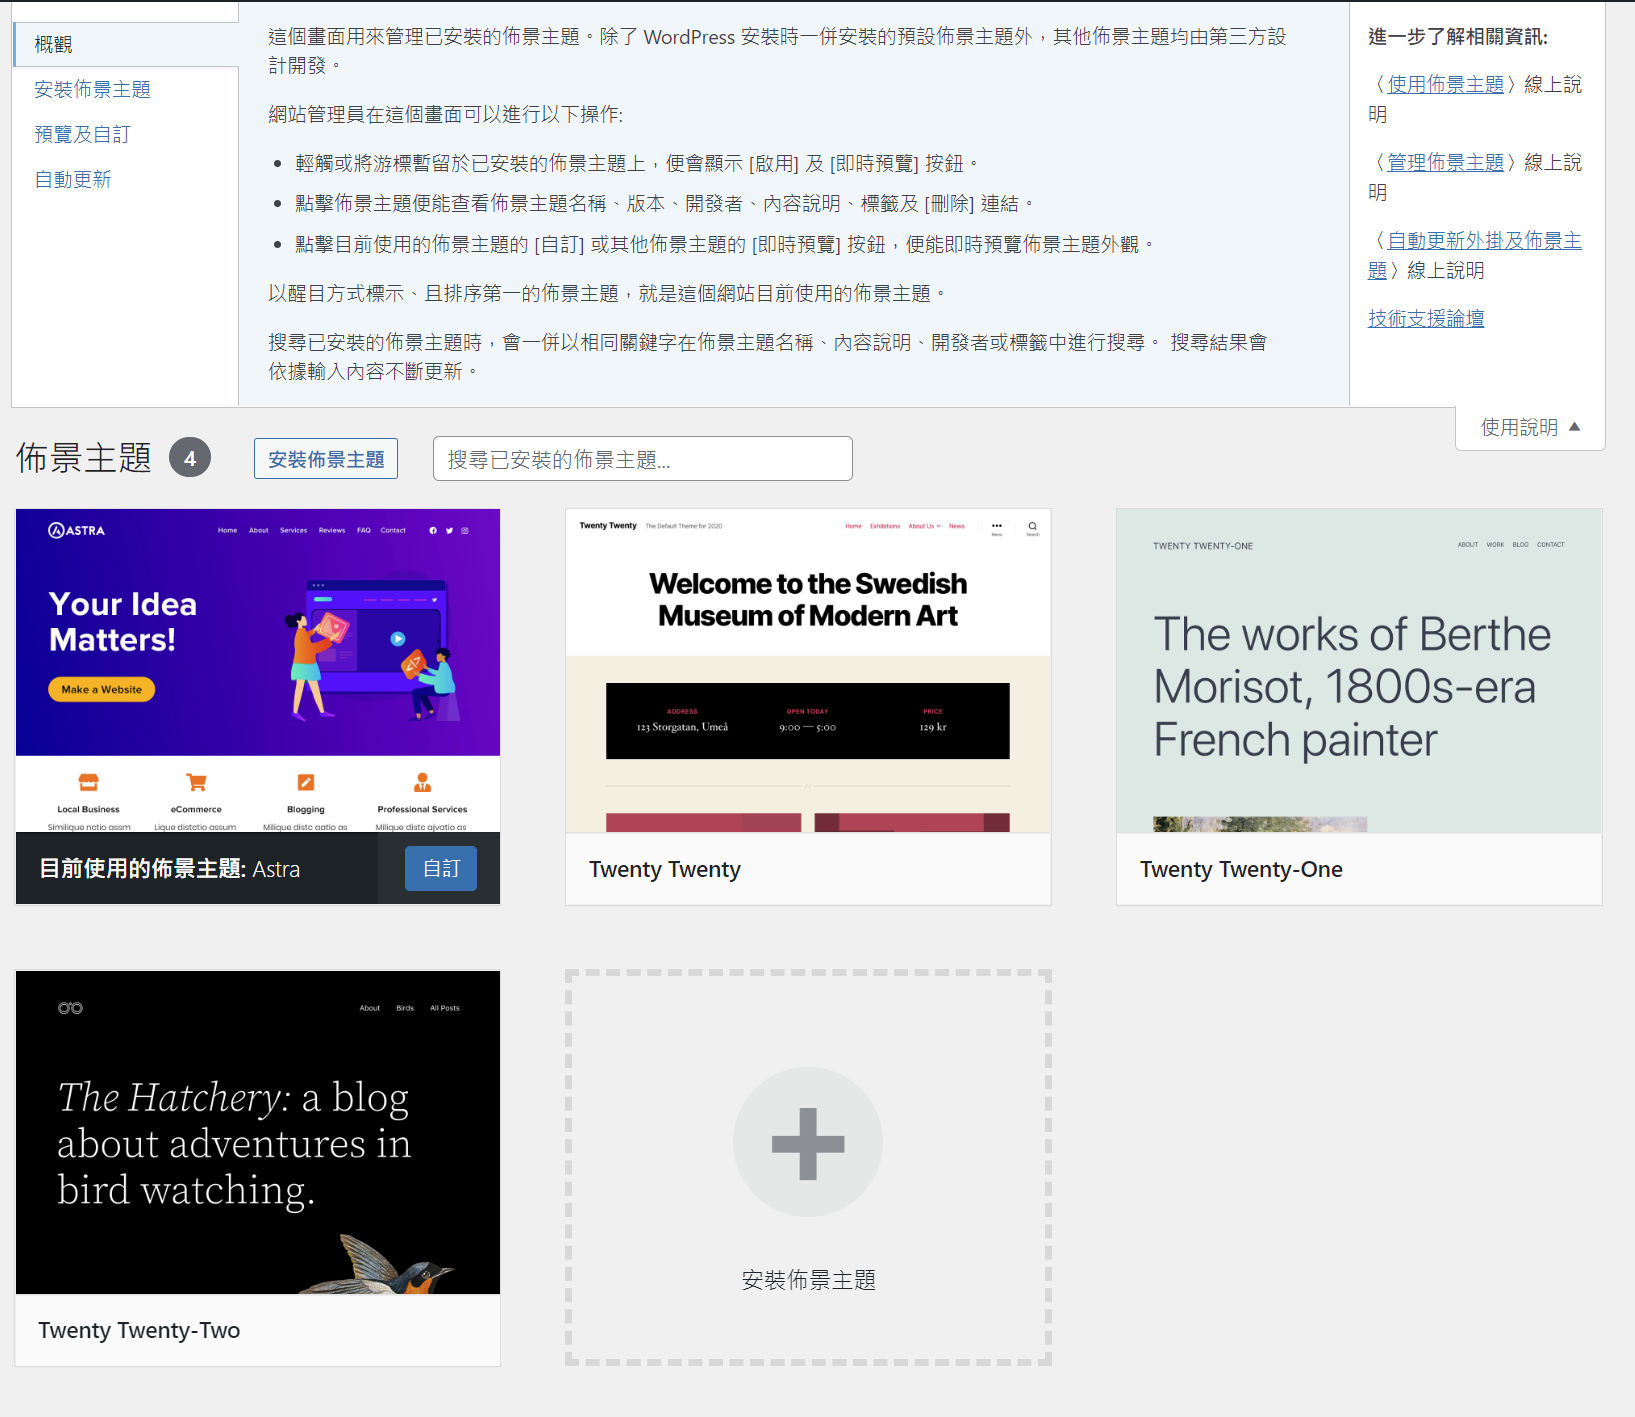 概觀
安裝佈景主題
預覽及自訂
自動更新
這個畫面用來管理已安裝的佈景主題。除了 WordPress 安裝時一併安裝的預設佈景主題外，其他佈景主題均由第三方設
計開發。
網站管理員在這個畫面可以進行以下操作:
輕觸或將游標暫留於已安裝的佈景主題上，便會顯示 [啟用] 及 [即時預覽] 按鈕。
點擊佈景主題便能查看佈景主題名稱、版本、開發者、內容說明、標籤及 [刪除] 連結。
點擊目前使用的佈景主題的 [自訂] 或其他佈景主題的 [即時預覽] 按鈕，便能即時預覽佈景主題外觀。
以醒目方式標示、且排序第一的佈景主題，就是這個網站目前使用的佈景主題。
搜尋已安裝的佈景主題時，會一併以相同關鍵字在佈景主題名稱、內容說明、開發者或標籤中進行搜尋。 搜尋結果會
依據輸入內容不斷更新。
進一步了解相關資訊:
〈使用佈景主題〉線上說
明
〈管理佈景主題〉線上說
明
〈自動更新外掛及佈景主
題〉線上說明
技術支援論壇
使用說明
佈景主題 4 安裝佈景主題 搜尋已安裝的佈景主題...
ASTRA Home About Services Reviews FAQ Contact
Your Idea
Matters!
Make a Website
Local Business eCommerce Blogging Professional Services
目前使用的佈景主題: Astra 自訂
Twenty Twenty The Default Theme for 2020 Home Exhibitions About Us News Menu Search
Welcome to the Swedish
Museum of Modern Art
ADDRESS OPEN TODAY PRICE
123 Storgatan, Umeå 9:00 — 5:00 129 kr
Twenty Twenty
TWENTY TWENTY-ONE ABOUT WORK BLOG CONTACT
The works of Berthe
Morisot, 1800s-era
French painter
Twenty Twenty-One
About Birds All Posts
The Hatchery: a blog
about adventures in
bird watching.
Twenty Twenty-Two
安裝佈景主題